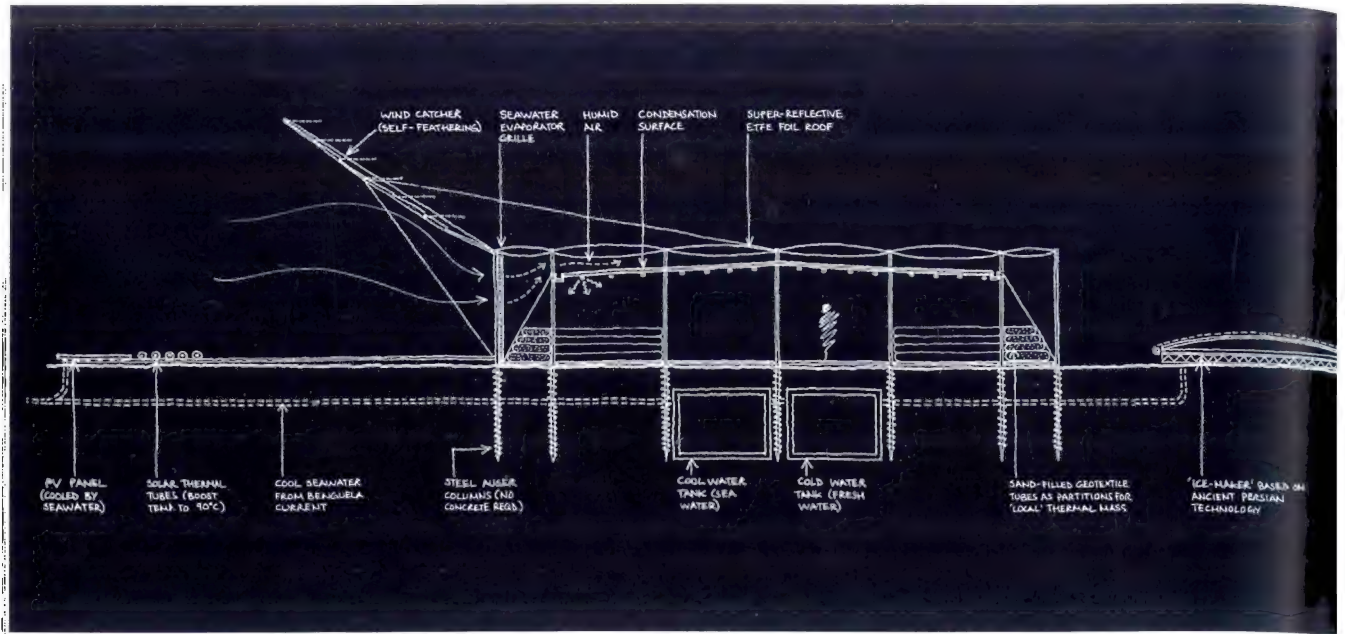 WIND CATCHER
(SELF-FEATHERING)
SEAWATER
EVAPORATOR
GRILLE
HUMID
AIR
CONDENSATION
SURFACE
SUPER-REFLECTIVE
ETFE FOIL ROOF
PV PANEL
(COOLED BY
SEAWATER)
SOLAR THERMAL
TUBES (BOOST
TEMP. TO 90°C)
COOL SEAWATER
FROM BENGUELA
CURRENT
STEEL AUGER
COLUMNS (NO
CONCRETE REQD.)
COOL WATER
TANK (SEA
WATER)
COLD WATER
TANK (FRESH
WATER)
SAND-FILLED GEOTEXTILE
TUBES AS PARTITIONS FOR
'LOCAL' THERMAL MASS
'ICE-MAKER' BASED ON
ANCIENT PERSIAN
TECHNOLOGY